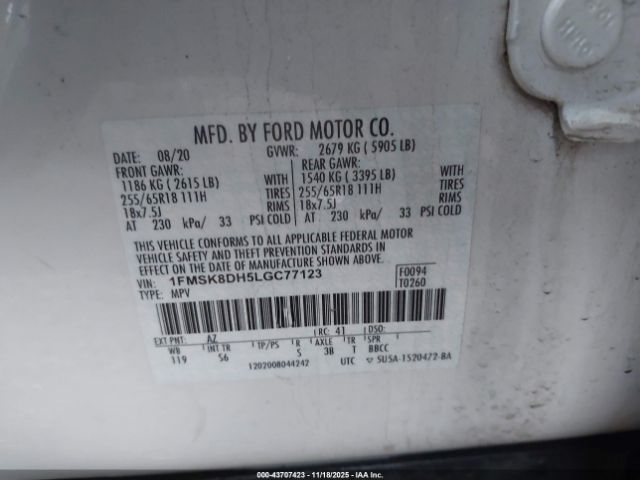 MFD. BY FORD MOTOR CO.
DATE: 08/20 GVWR: 2679 KG ( 5905 LB)
FRONT GAWR: REAR GAWR:
1186 KG ( 2615 LB) WITH 1540 KG ( 3395 LB) WITH
255/65R18 111H TIRES 255/65R18 111H TIRES
18x7.5J RIMS 18x7.5J RIMS
AT 230 kPa/ 33 PSI COLD AT 230 kPa/ 33 PSI COLD
THIS VEHICLE CONFORMS TO ALL APPLICABLE FEDERAL MOTOR
VEHICLE SAFETY AND THEFT PREVENTION STANDARDS IN
EFFECT ON THE DATE OF MANUFACTURE SHOWN ABOVE.
VIN: 1FMSK8DH5LGC77123 F0094
TYPE: MPV T0260
EXT PNT: AZ RC: 41 DSO:
WB INT TR TP/PS R AXLE TR SPR
119 S6 S 3B T BBCC
1202008044242 UTC SU5A-1520472-BA
000-43707423 - 11/18/2025 - IAA Inc.